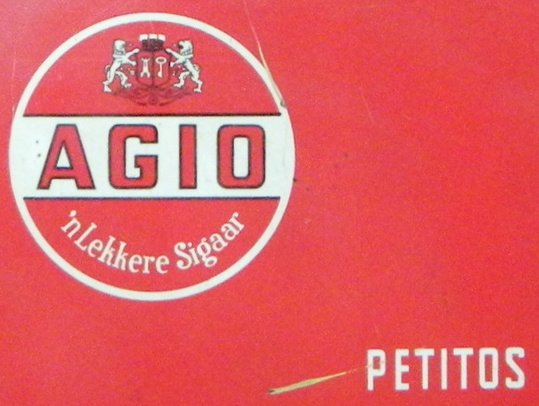 AGIO
'n Lekkere Sigaar
PETITOS